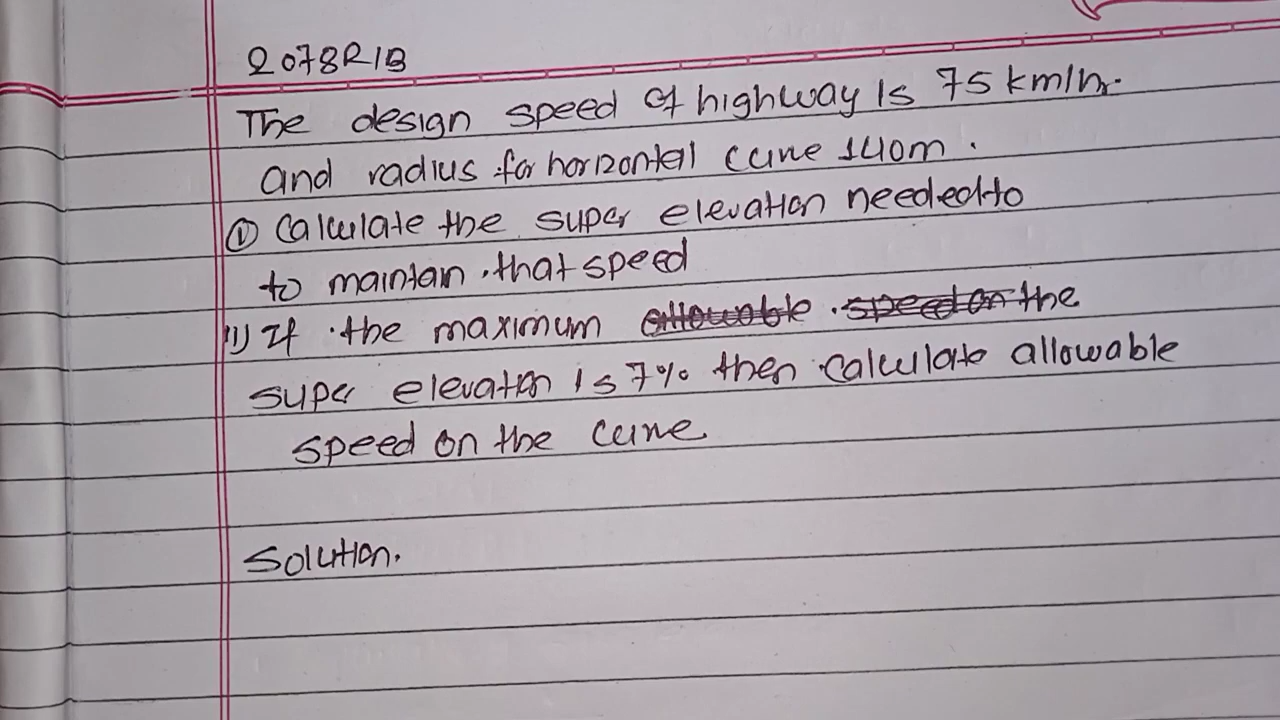 2078R/B
The design speed of highway is 75 km/hr.
and radius for horizontal curve 140m.
① Calculate the super elevation needed to
to maintain that speed
ii) If the maximum allowable speed on the
super elevation is 7% then calculate allowable
speed on the curve
Solution.